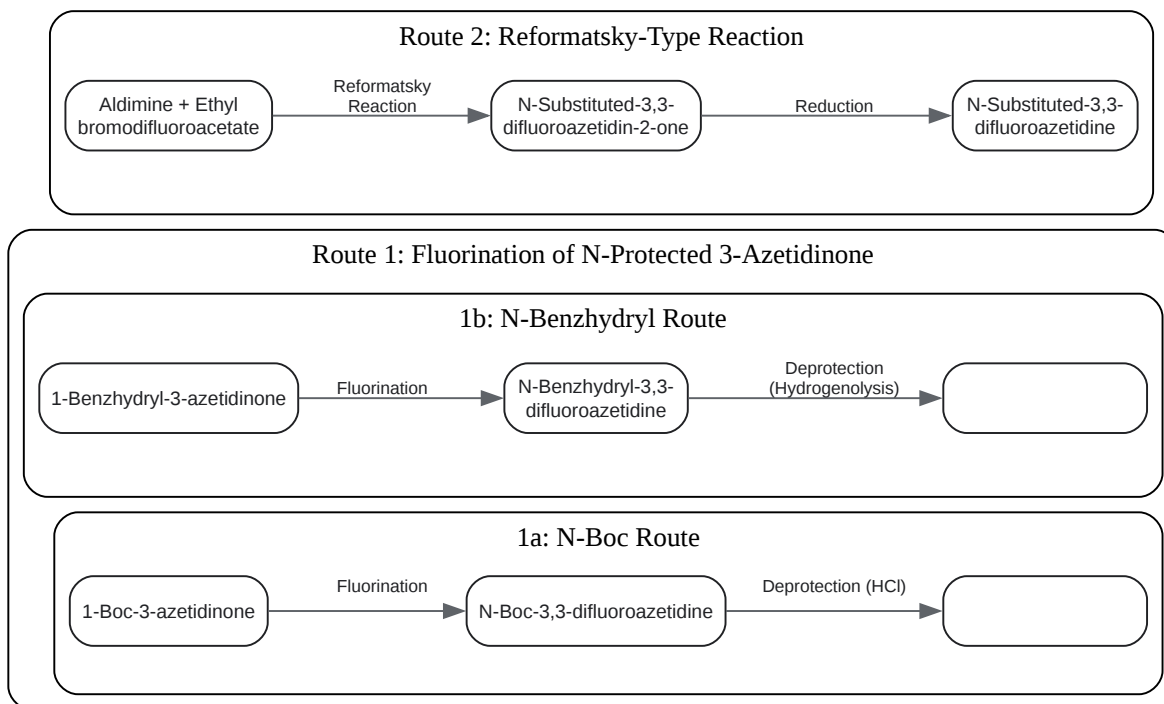 Route 2: Reformatsky-Type Reaction
Aldimine + Ethyl
bromodifluoroacetate
Reformatsky
Reaction
N-Substituted-3,3-
difluoroazetidin-2-one
Reduction
N-Substituted-3,3-
difluoroazetidine
Route 1: Fluorination of N-Protected 3-Azetidinone
1b: N-Benzhydryl Route
1-Benzhydryl-3-azetidinone
Fluorination
N-Benzhydryl-3,3-
difluoroazetidine
Deprotection
(Hydrogenolysis)
1a: N-Boc Route
1-Boc-3-azetidinone
Fluorination
N-Boc-3,3-difluoroazetidine
Deprotection (HCl)